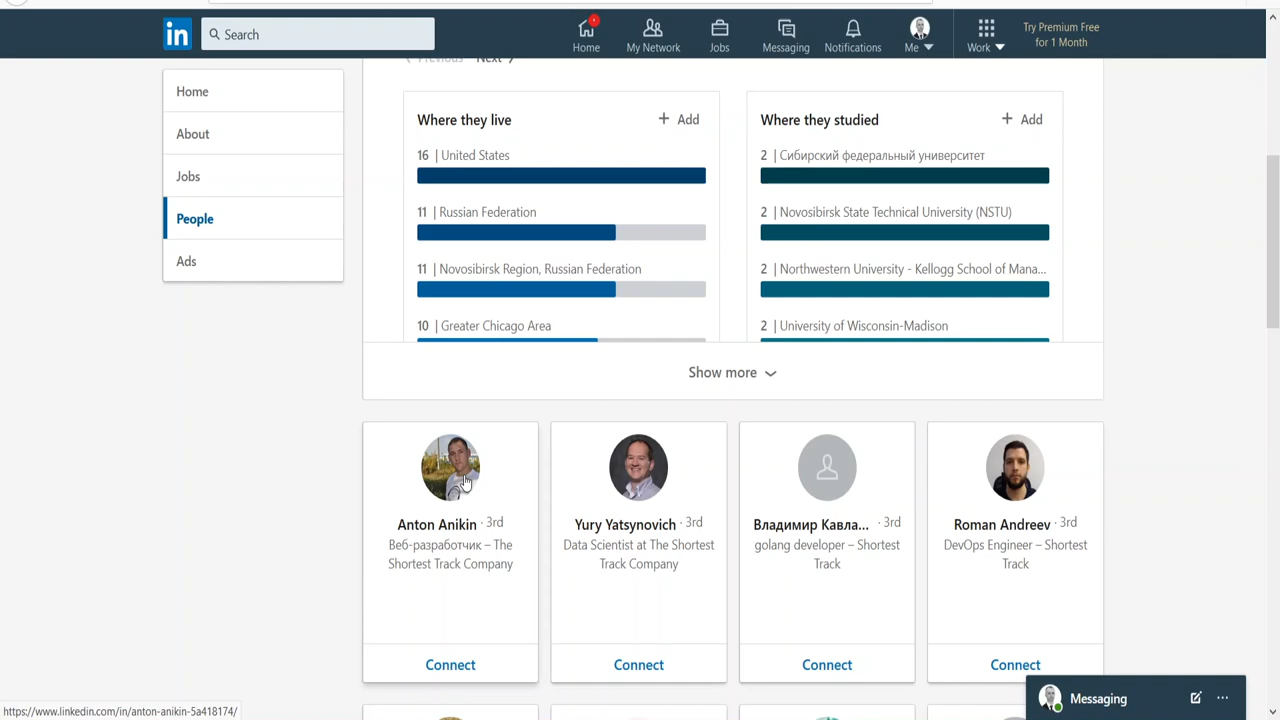 in
Search
Home
My Network
Jobs
Messaging
Notifications
Me
Work
Try Premium Free
for 1 Month
Home
About
Jobs
People
Ads
Previous
Next
Where they live
+ Add
16 | United States
11 | Russian Federation
11 | Novosibirsk Region, Russian Federation
10 | Greater Chicago Area
Where they studied
+ Add
2 | Сибирский федеральный университет
2 | Novosibirsk State Technical University (NSTU)
2 | Northwestern University - Kellogg School of Mana...
2 | University of Wisconsin-Madison
Show more
Anton Anikin · 3rd
Веб-разработчик – The
Shortest Track Company
Connect
Yury Yatsynovich · 3rd
Data Scientist at The Shortest
Track Company
Connect
Владимир Кавла... · 3rd
golang developer – Shortest
Track
Connect
Roman Andreev · 3rd
DevOps Engineer – Shortest
Track
Connect
Messaging
https://www.linkedin.com/in/anton-anikin-5a418174/